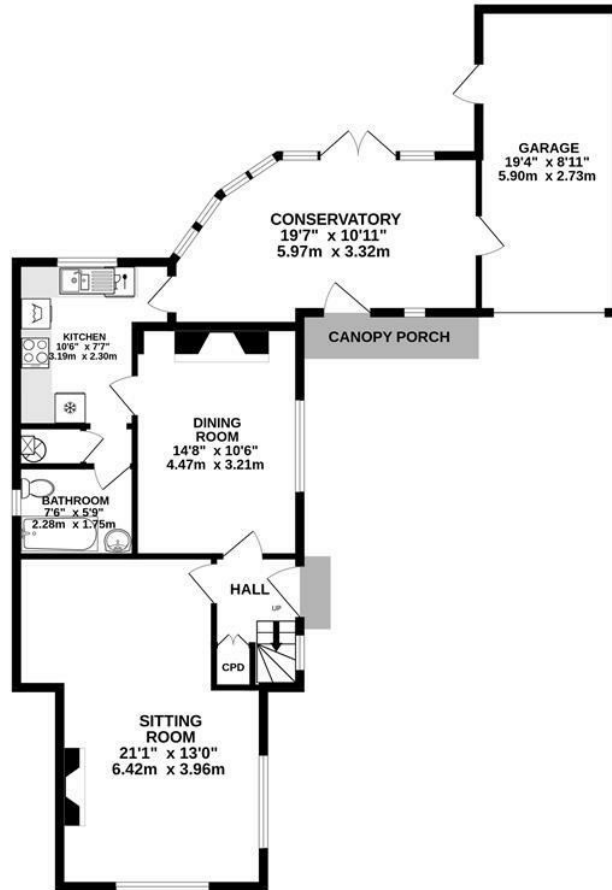 GARAGE
19'4" x 8'11"
5.90m x 2.73m
CONSERVATORY
19'7" x 10'11"
5.97m x 3.32m
KITCHEN
10'6" x 7'7"
3.19m x 2.30m
CANOPY PORCH
DINING
ROOM
14'8" x 10'6"
4.47m x 3.21m
BATHROOM
7'6" x 5'9"
2.28m x 1.75m
HALL
UP
CPD
SITTING
ROOM
21'1" x 13'0"
6.42m x 3.96m